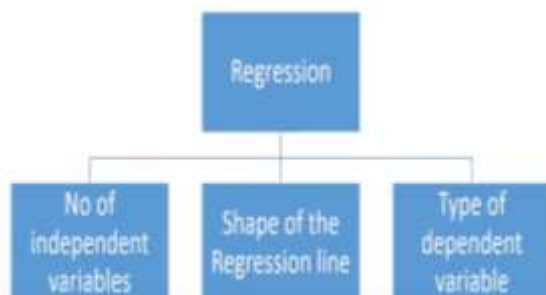 Regression
No of
independent
variables
Shape of the
Regression line
Type of
dependent
variable